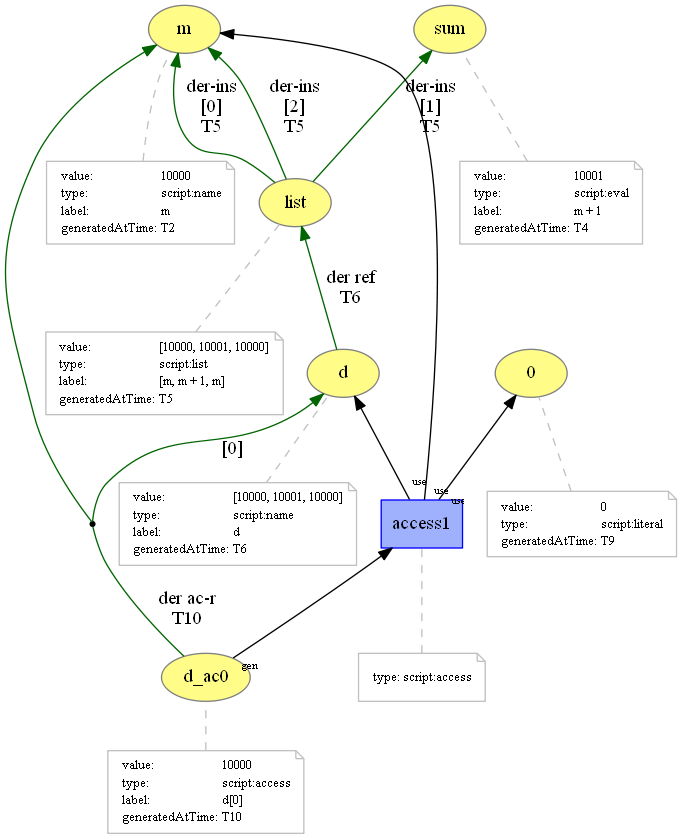 m
sum
der-ins
[0]
T5
der-ins
[2]
T5
der-ins
[1]
T5
value: 10000
type: script:name
label: m
generatedAtTime: T2
list
value: 10001
type: script:eval
label: m + 1
generatedAtTime: T4
der ref
T6
value: [10000, 10001, 10000]
type: script:list
label: [m, m + 1, m]
generatedAtTime: T5
d
0
[0]
value: [10000, 10001, 10000]
type: script:name
label: d
generatedAtTime: T6
use
use
use
access1
value: 0
type: script:literal
generatedAtTime: T9
der ac-r
T10
d_ac0
gen
type: script:access
value: 10000
type: script:access
label: d[0]
generatedAtTime: T10